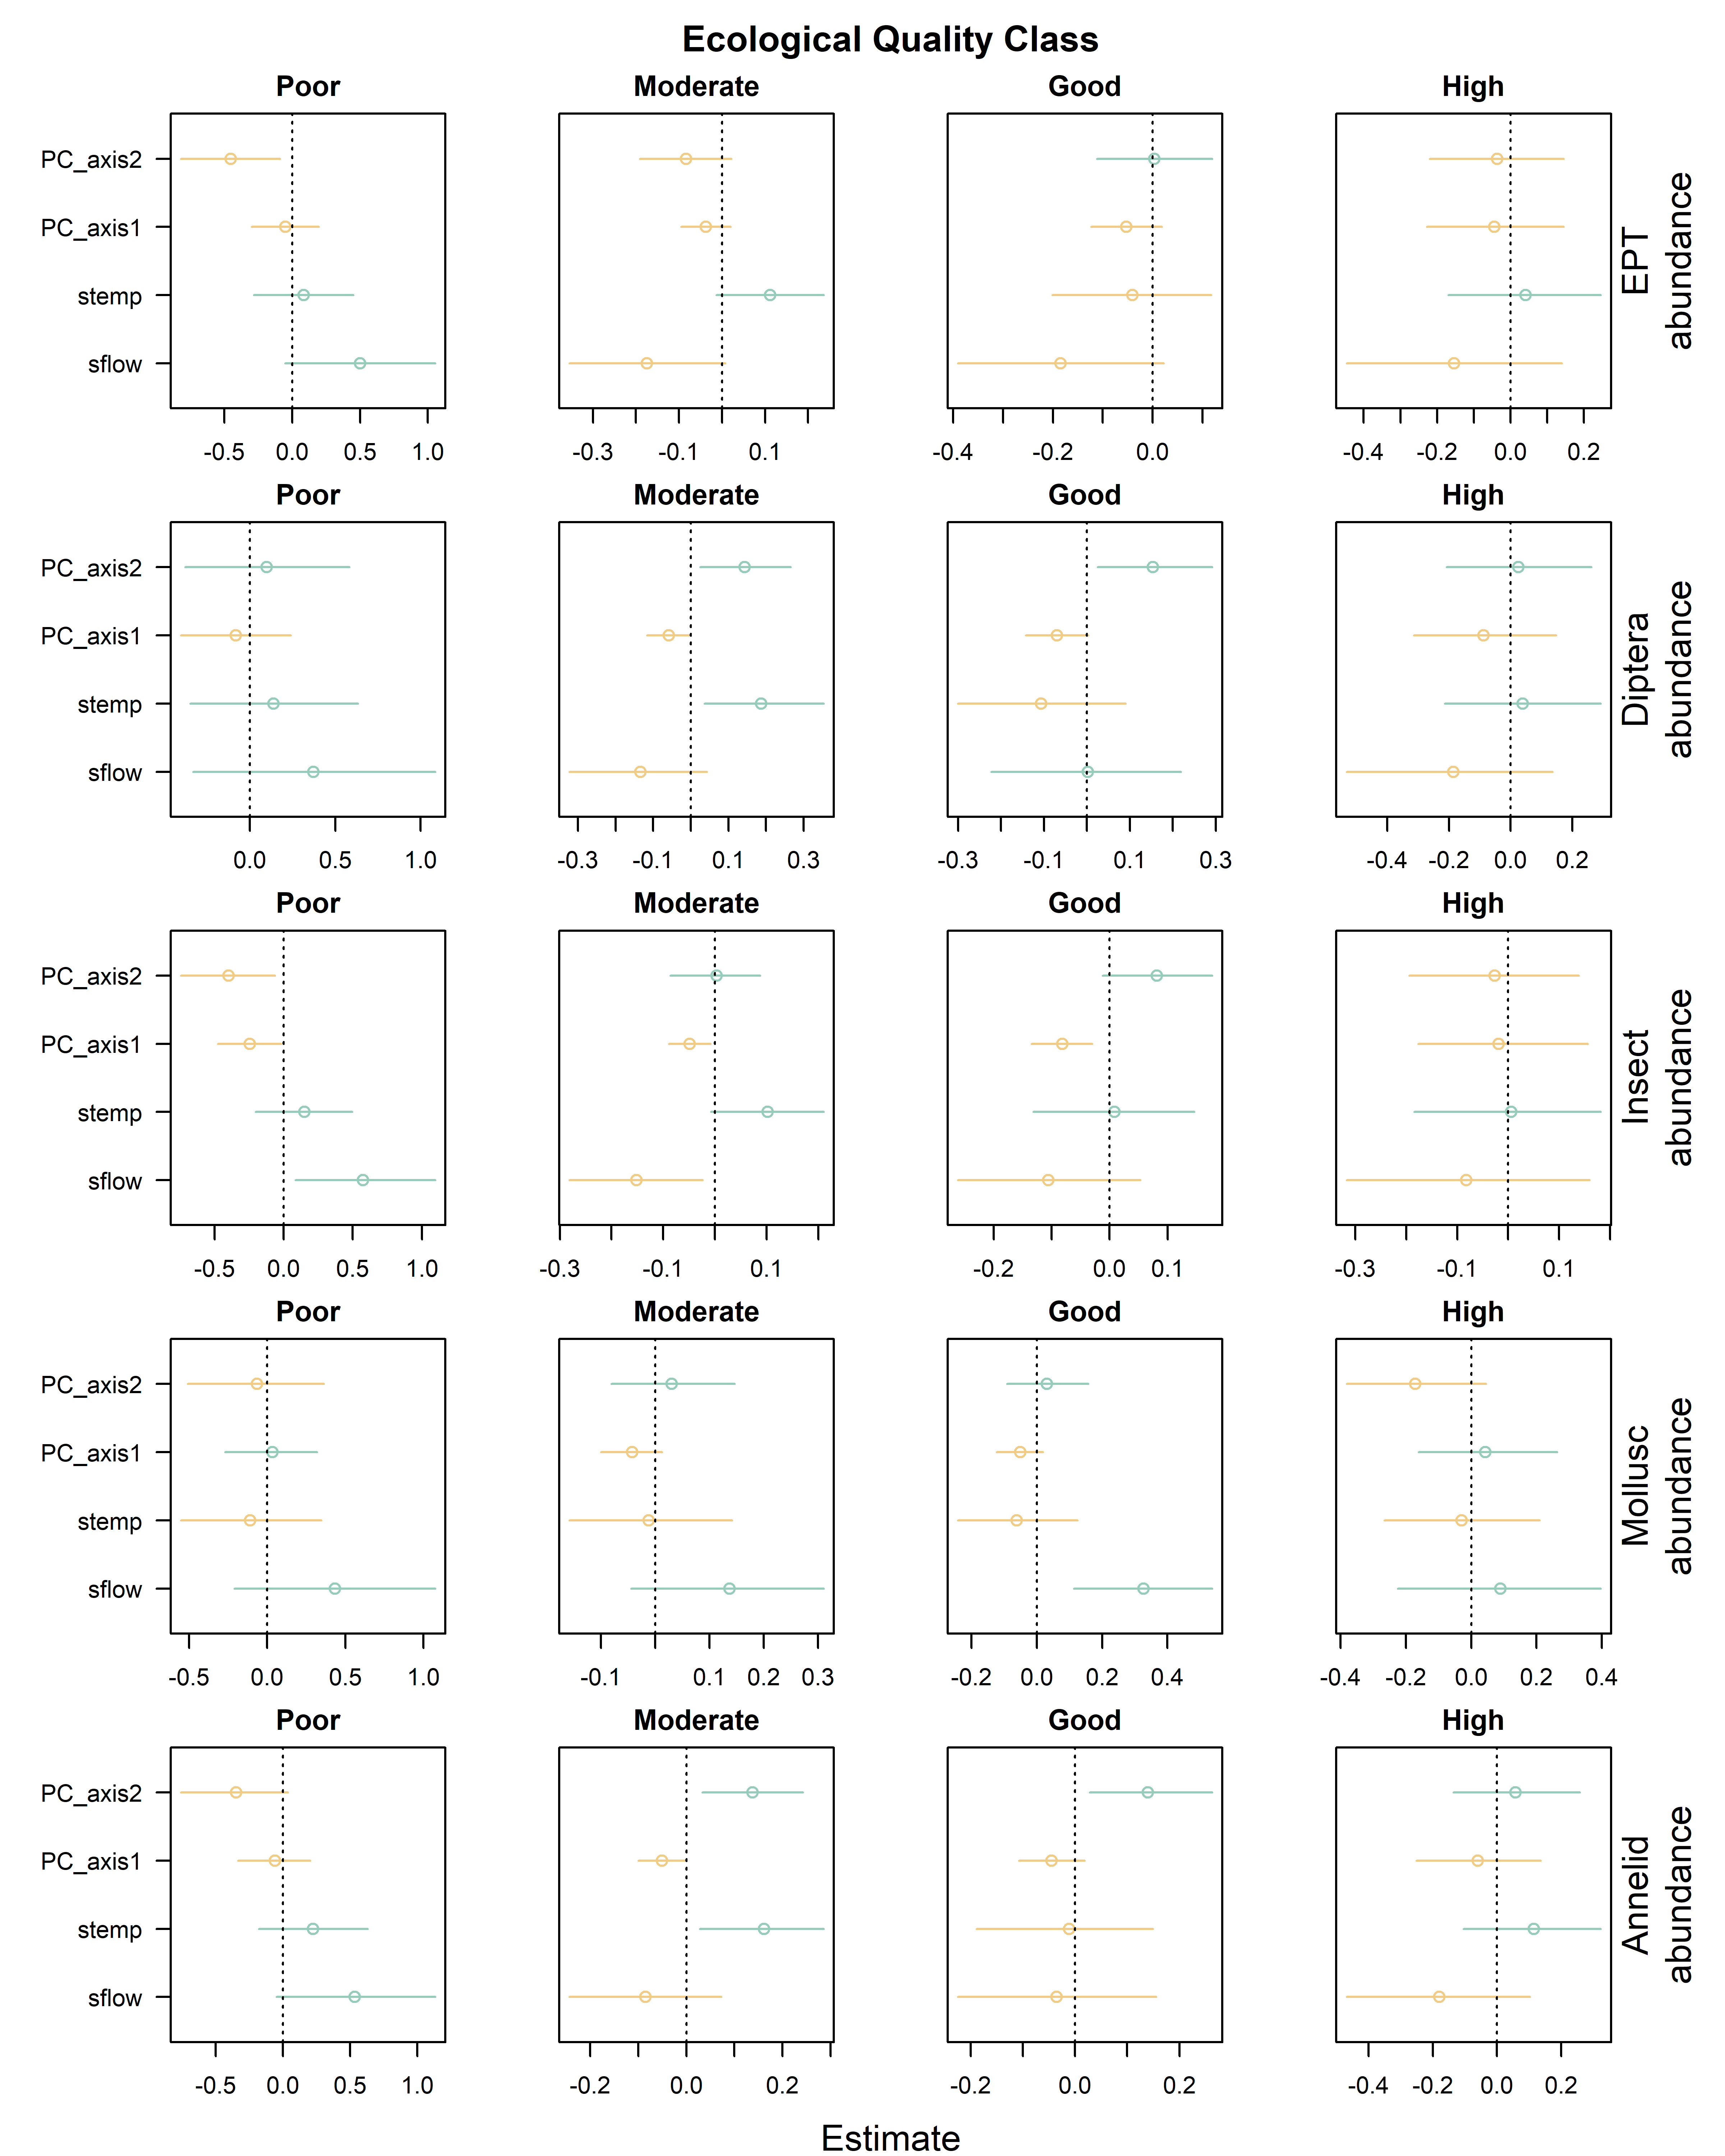 Ecological Quality Class
Poor Moderate Good High
PC_axis2
PC_axis1
stemp
sflow
EPT
abundance
-0.5 0.0 0.5 1.0 -0.3 -0.1 0.1 -0.4 -0.2 0.0 -0.4 -0.2 0.0 0.2
Poor Moderate Good High
PC_axis2
PC_axis1
stemp
sflow
Diptera
abundance
0.0 0.5 1.0 -0.3 -0.1 0.1 0.3 -0.3 -0.1 0.1 0.3 -0.4 -0.2 0.0 0.2
Poor Moderate Good High
PC_axis2
PC_axis1
stemp
sflow
Insect
abundance
-0.5 0.0 0.5 1.0 -0.3 -0.1 0.1 -0.2 0.0 0.1 -0.3 -0.1 0.1
Poor Moderate Good High
PC_axis2
PC_axis1
stemp
sflow
Mollusc
abundance
-0.5 0.0 0.5 1.0 -0.1 0.1 0.2 0.3 -0.2 0.0 0.2 0.4 -0.4 -0.2 0.0 0.2 0.4
Poor Moderate Good High
PC_axis2
PC_axis1
stemp
sflow
Annelid
abundance
-0.5 0.0 0.5 1.0 -0.2 0.0 0.2 -0.2 0.0 0.2 -0.4 -0.2 0.0 0.2
Estimate